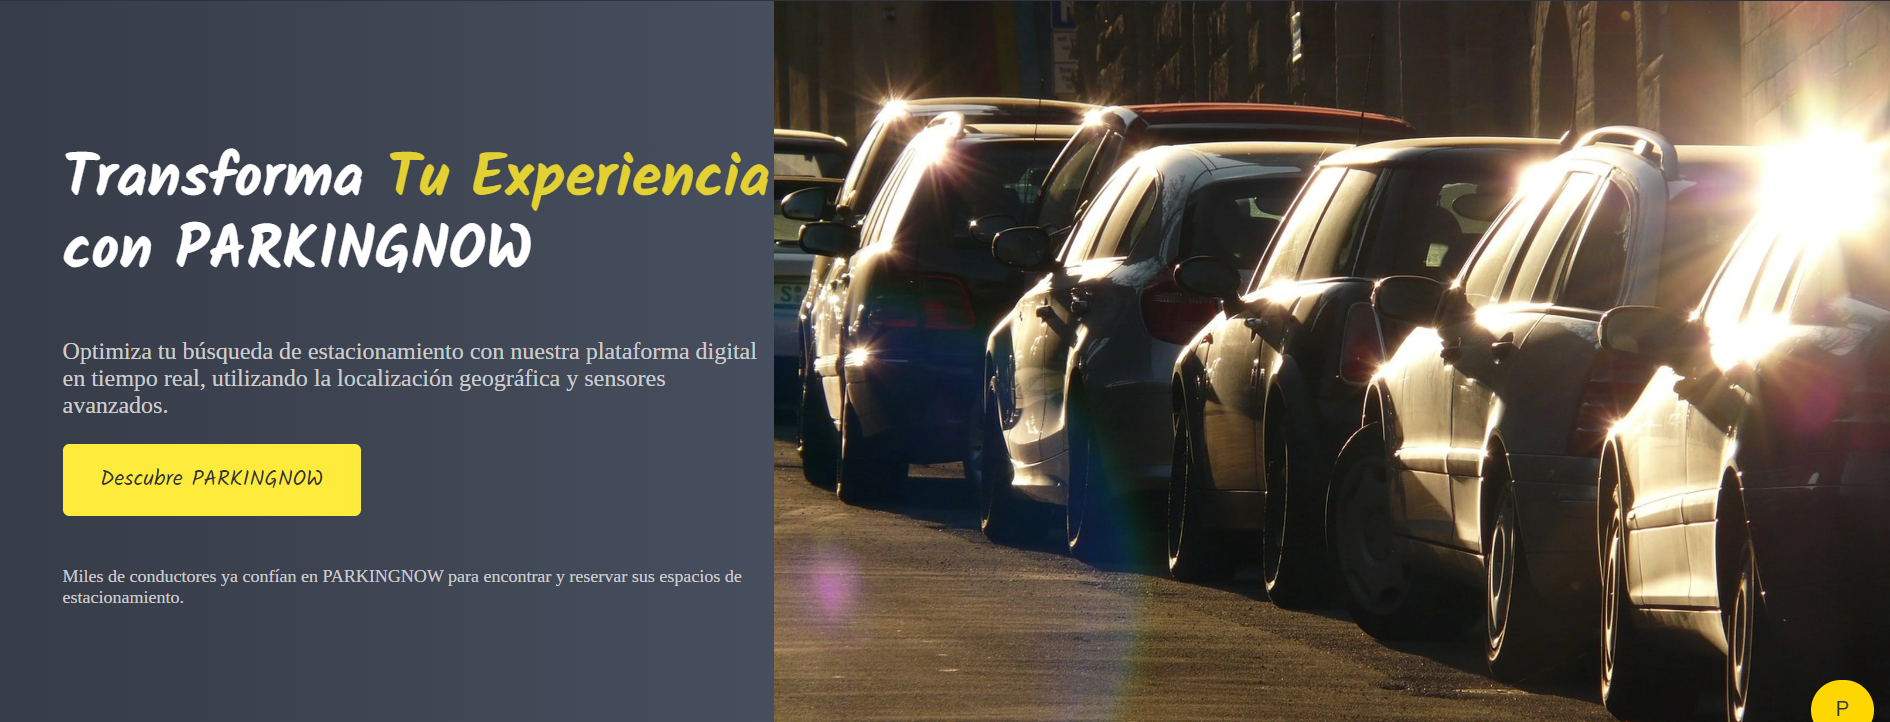 Transforma Tu Experiencia
con PARKINGNOW
Optimiza tu búsqueda de estacionamiento con nuestra plataforma digital
en tiempo real, utilizando la localización geográfica y sensores
avanzados.
Descubre PARKINGNOW
Miles de conductores ya confían en PARKINGNOW para encontrar y reservar sus espacios de
estacionamiento.
P